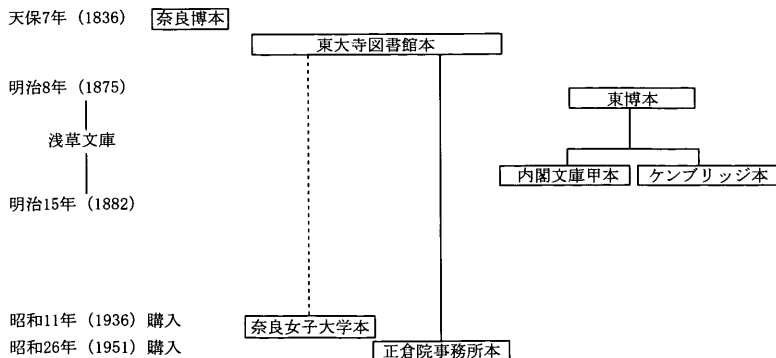 天保7年（1836） 奈良博本
東大寺図書館本
明治8年（1875）
東博本
浅草文庫
内閣文庫甲本 ケンブリッジ本
明治15年（1882）
昭和11年（1936）購入 奈良女子大学本
昭和26年（1951）購入 正倉院事務所本